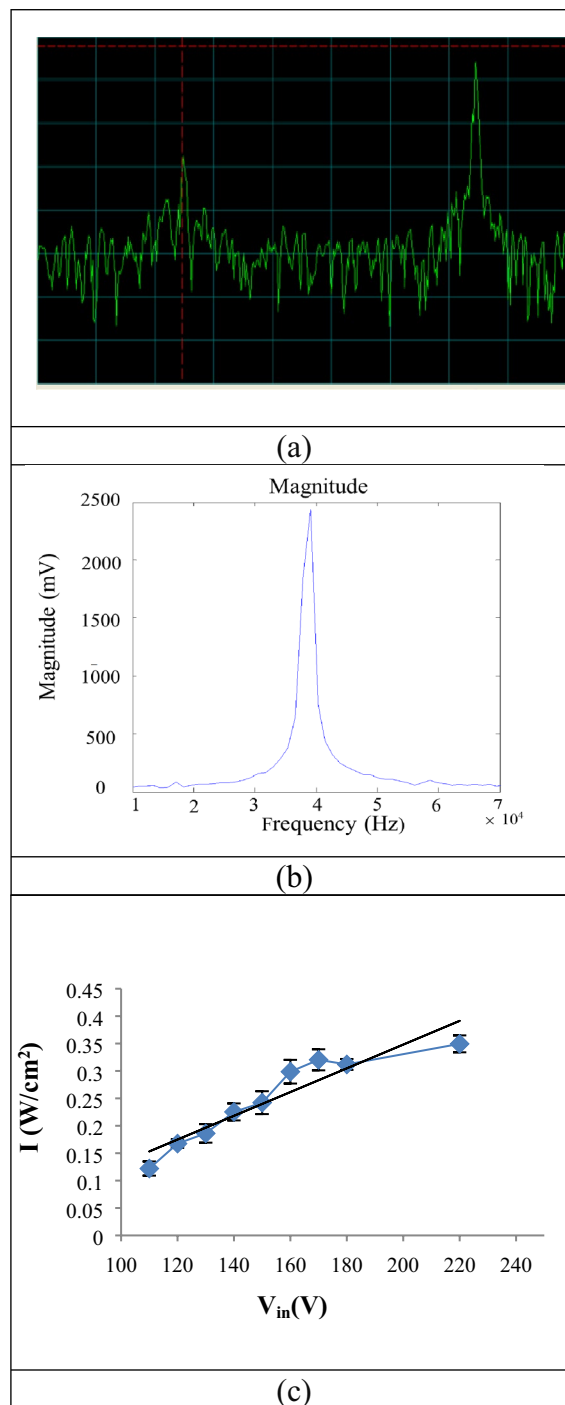 (a)
Magnitude
2500
2000
1500
1000
500
0
Magnitude (mV)
1 2 3 4 5 6 70
Frequency (Hz)
× 10⁴
(b)
0.45
0.4
0.35
0.3
0.25
0.2
0.15
0.1
0.05
0
I (W/cm²)
100 120 140 160 180 200 220 240
V_in(V)
(c)